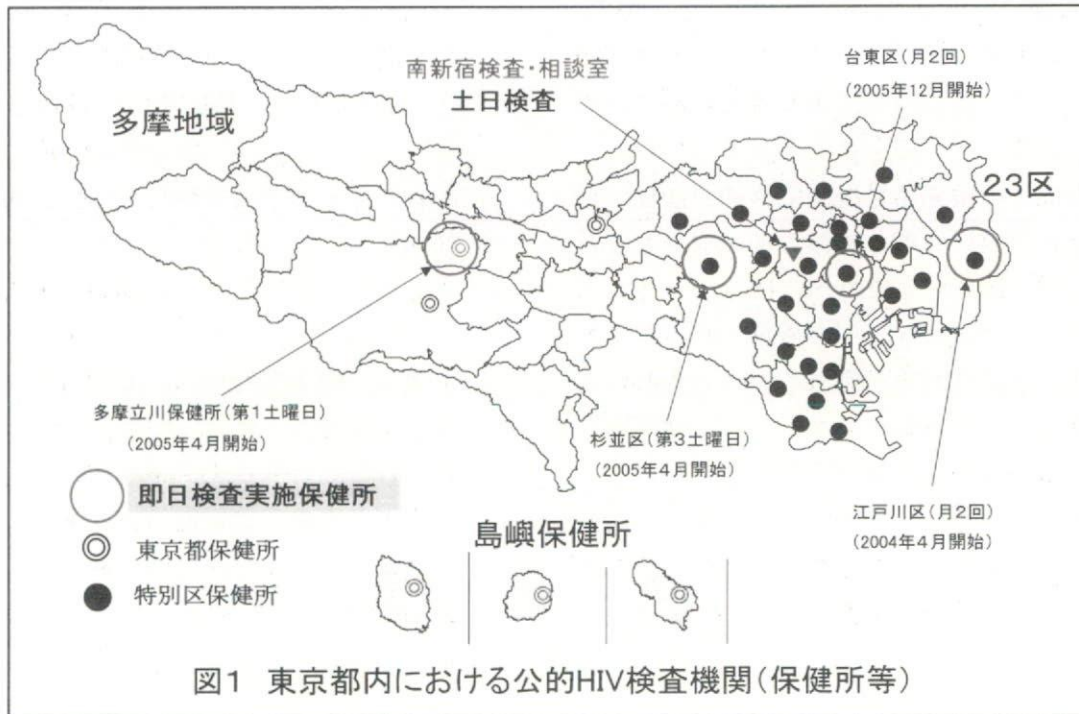 台東区(月2回)
(2005年12月開始)
南新宿検査・相談室
土日検査
多摩地域
23区
多摩立川保健所(第1土曜日)
(2005年4月開始)
杉並区(第3土曜日)
(2005年4月開始)
江戸川区(月2回)
(2004年4月開始)
即日検査実施保健所
東京都保健所
特別区保健所
島嶼保健所
図1 東京都内における公的HIV検査機関(保健所等)